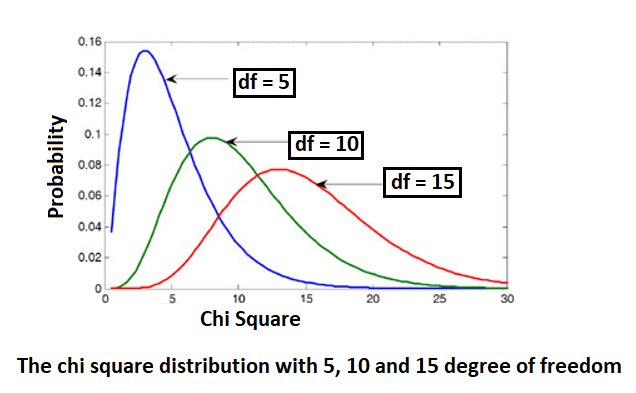 0.16
0.14
0.12
0.1
0.08
0.06
0.04
0.02
0
Probability
df = 5
df = 10
df = 15
0 5 10 15 20 25 30
Chi Square
The chi square distribution with 5, 10 and 15 degree of freedom